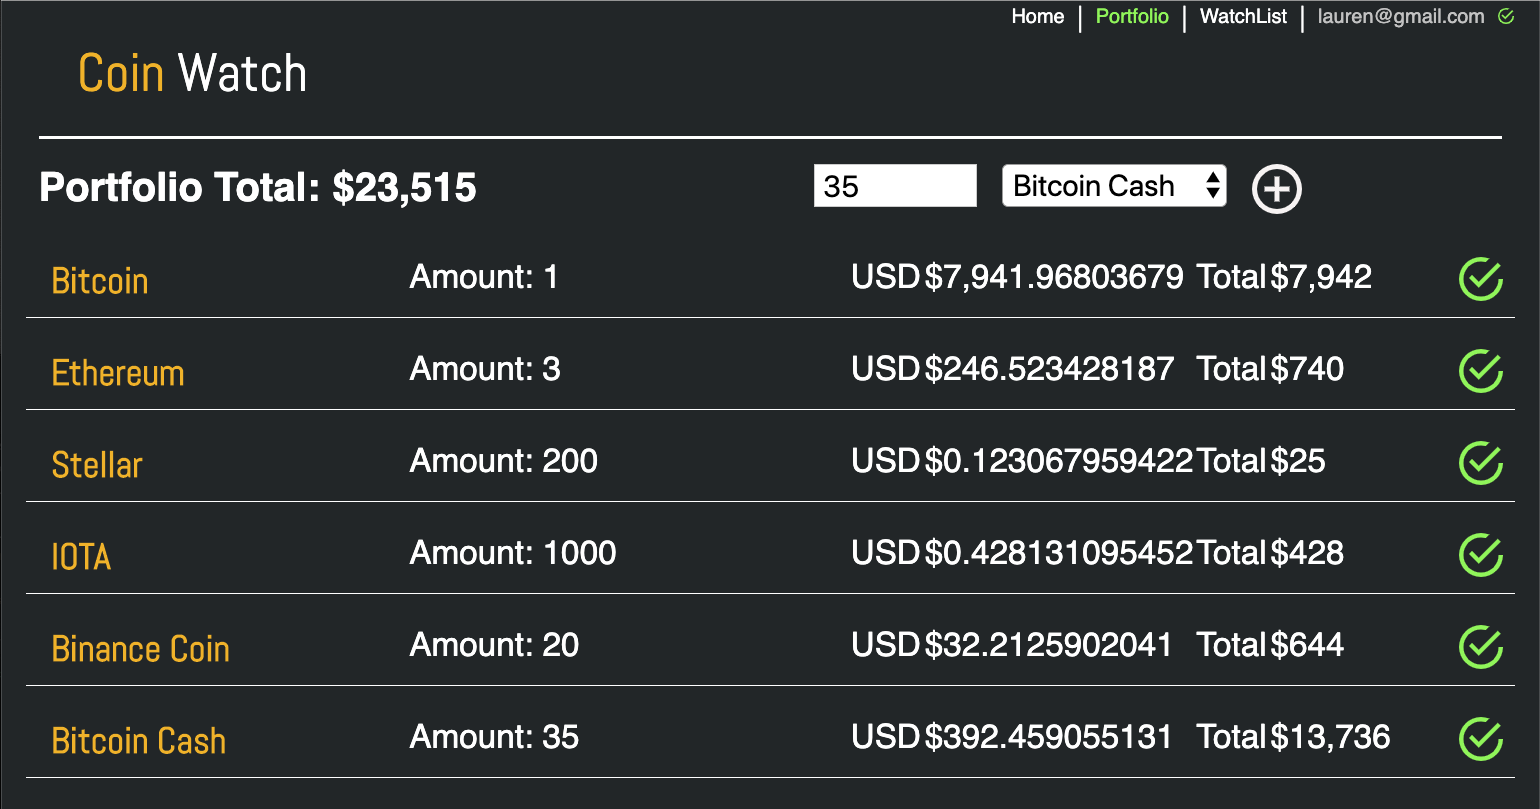 Home | Portfolio | WatchList | lauren@gmail.com
Coin Watch
Portfolio Total: $23,515 35 Bitcoin Cash
Bitcoin Amount: 1 USD $7,941.96803679 Total $7,942
Ethereum Amount: 3 USD $246.523428187 Total $740
Stellar Amount: 200 USD $0.123067959422 Total $25
IOTA Amount: 1000 USD $0.428131095452 Total $428
Binance Coin Amount: 20 USD $32.2125902041 Total $644
Bitcoin Cash Amount: 35 USD $392.459055131 Total $13,736